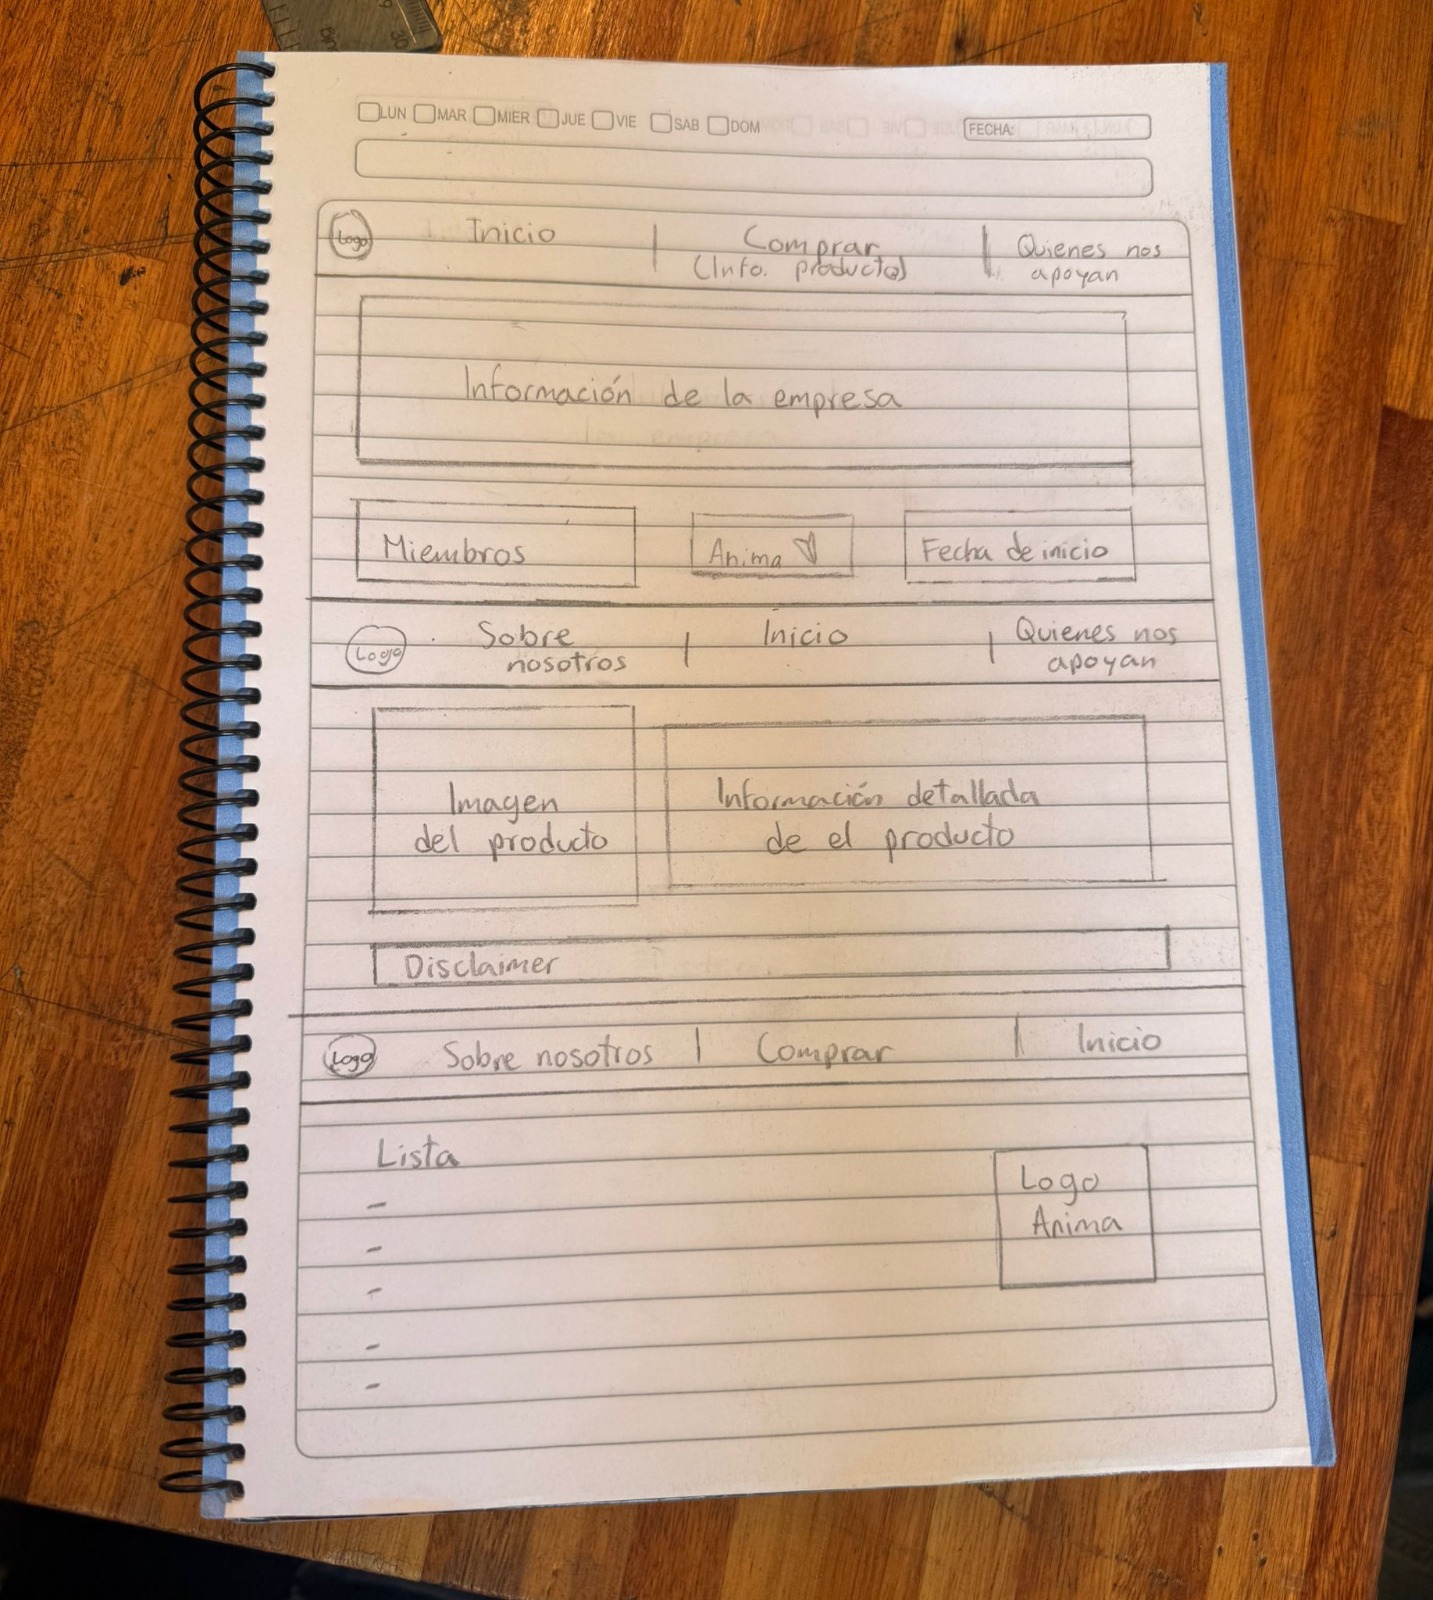 LUN MAR MIER JUE VIE SAB DOM FECHA:
Logo Inicio | Comprar | Quienes nos
(Info. producto) apoyan
Información de la empresa
Miembros Anima Fecha de inicio
Logo Sobre | Inicio | Quienes nos
nosotros apoyan
Imagen Información detallada
del producto de el producto
Disclaimer
Logo Sobre nosotros | Comprar | Inicio
Lista
- Logo
- Anima
-
-
-
30